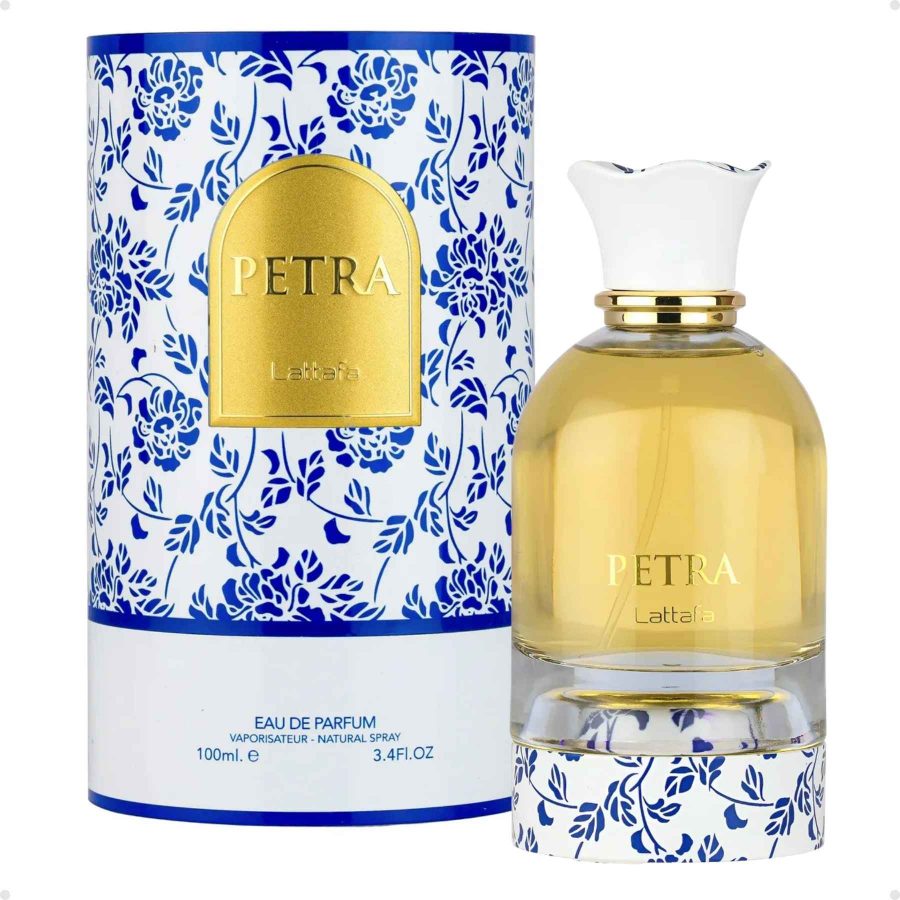 PETRA
Lattafa
EAU DE PARFUM
VAPORISATEUR - NATURAL SPRAY
100ml. e 3.4Fl.OZ
PETRA
Lattafa